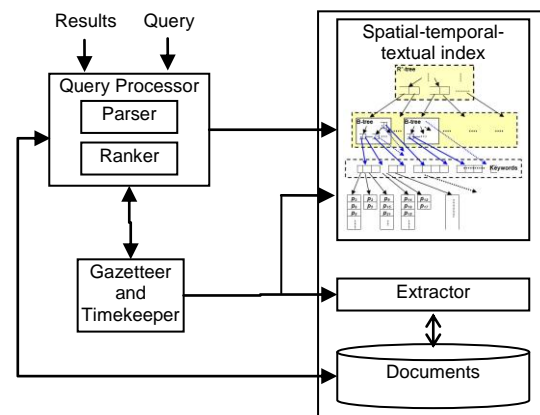 Results Query
Spatial-temporal-
textual index
Query Processor
Parser
Ranker
R*-tree
B-tree B-tree
Keywords
Gazetteer
and
Timekeeper
Extractor
Documents